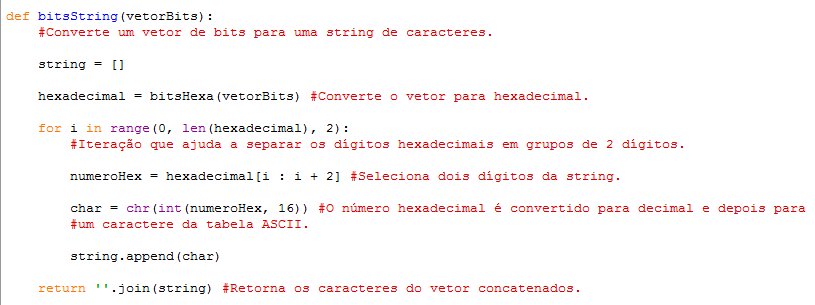 def bitsString(vetorBits):
    #Converte um vetor de bits para uma string de caracteres.
    string = []
    hexadecimal = bitsHexa(vetorBits) #Converte o vetor para hexadecimal.
    for i in range(0, len(hexadecimal), 2):
        #Iteração que ajuda a separar os dígitos hexadecimais em grupos de 2 dígitos.
        numeroHex = hexadecimal[i : i + 2] #Seleciona dois dígitos da string.
        char = chr(int(numeroHex, 16)) #O número hexadecimal é convertido para decimal e depois para
        #um caractere da tabela ASCII.
        string.append(char)
    return ''.join(string) #Retorna os caracteres do vetor concatenados.